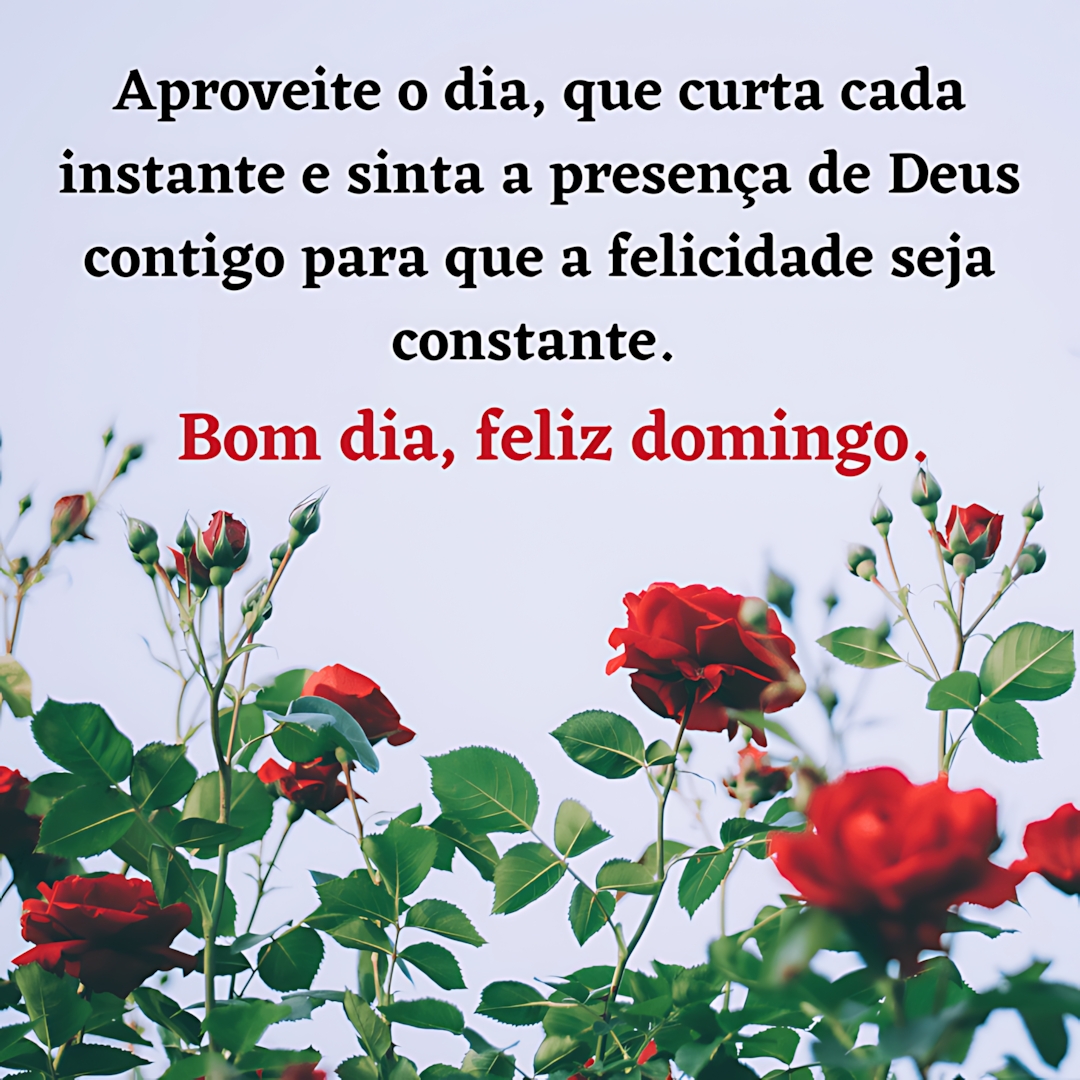 Aproveite o dia, que curta cada
instante e sinta a presença de Deus
contigo para que a felicidade seja
constante.
Bom dia, feliz domingo.